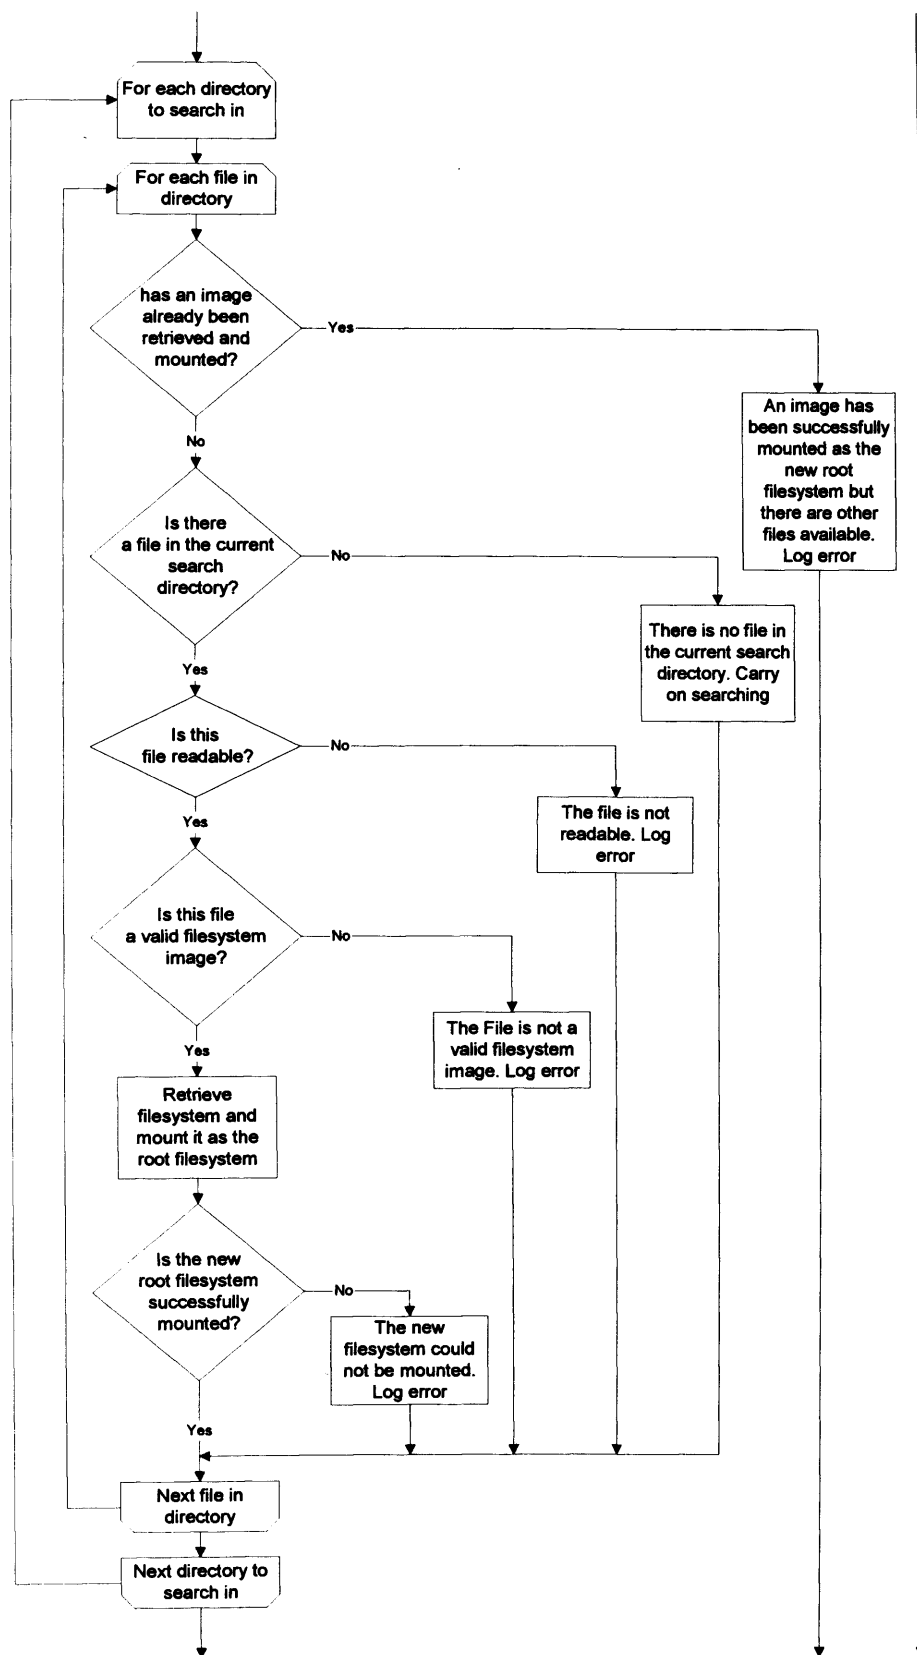 For each directory
to search in
For each file in
directory
has an image
already been
retrieved and
mounted?
Yes
An image has
been successfully
mounted as the
new root
filesystem but
there are other
files available.
Log error
No
Is there
a file in the current
search
directory?
No
There is no file in
the current search
directory. Carry
on searching
Yes
Is this
file readable?
No
The file is not
readable. Log
error
Yes
Is this file
a valid filesystem
image?
No
The File is not a
valid filesystem
image. Log error
Yes
Retrieve
filesystem and
mount it as the
root filesystem
Is the new
root filesystem
successfully
mounted?
No
The new
filesystem could
not be mounted.
Log error
Yes
Next file in
directory
Next directory to
search in